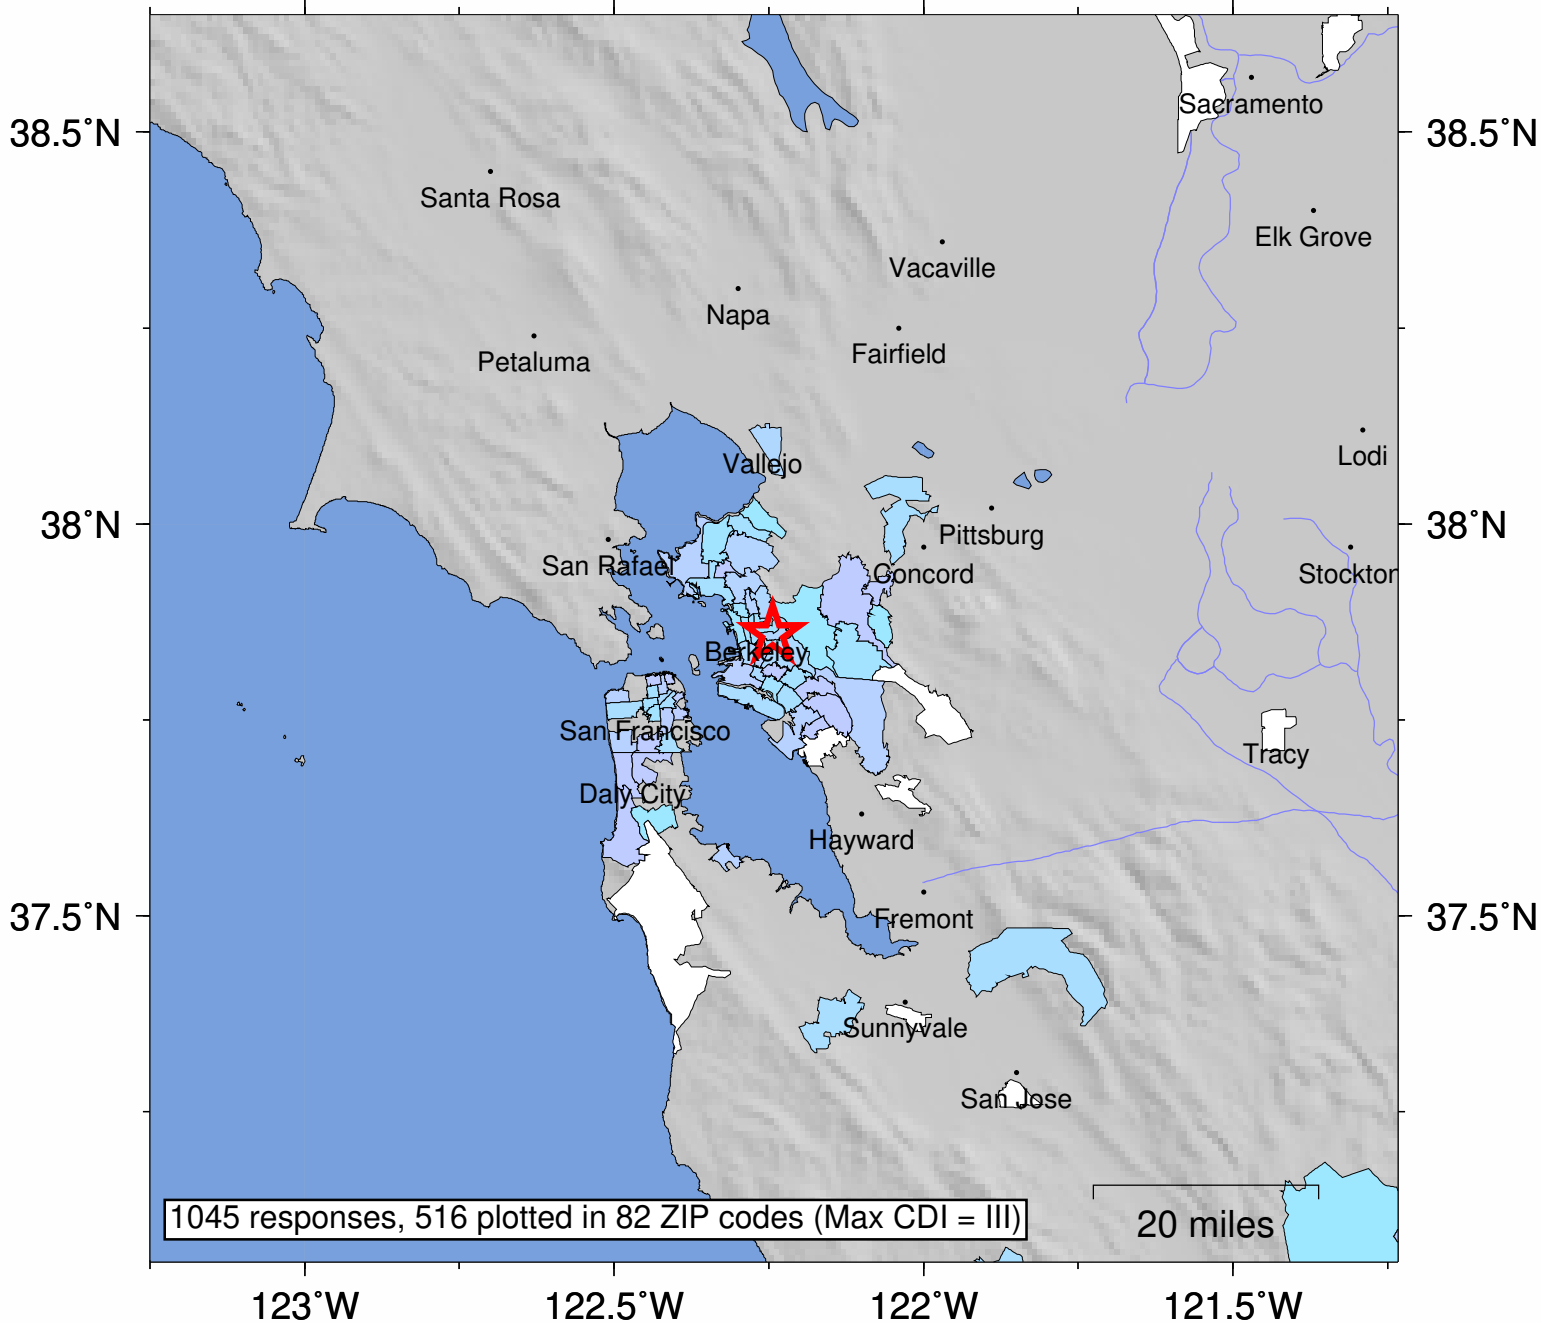 38.5˚N
38.5˚N
Sacramento
Santa Rosa
Elk Grove
Vacaville
Napa
Petaluma
Fairfield
Lodi
Vallejo
38˚N
38˚N
Pittsburg
San Rafael
Concord
Stockton
Berkeley
San Francisco
Tracy
Daly City
Hayward
37.5˚N
37.5˚N
Fremont
Sunnyvale
San Jose
1045 responses, 516 plotted in 82 ZIP codes (Max CDI = III)
20 miles
123˚W
122.5˚W
122˚W
121.5˚W